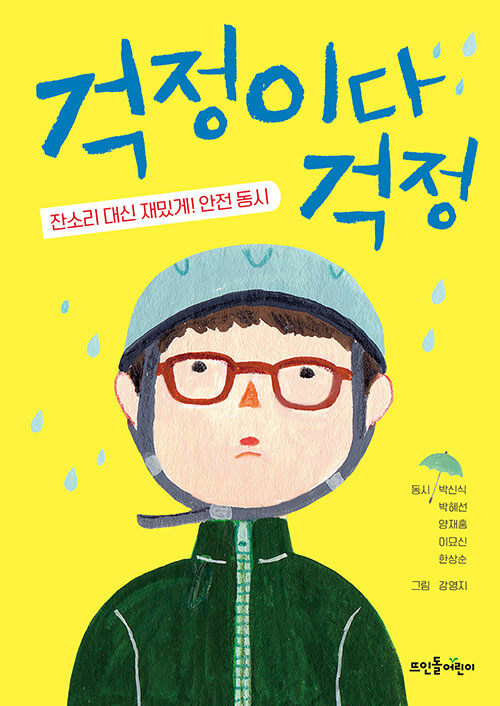 걱정이다
걱정
잔소리 대신 재밌게! 안전 동시
동시 박신식
박혜선
양재홍
이묘신
한상순
그림 강영지
뜨인돌어린이